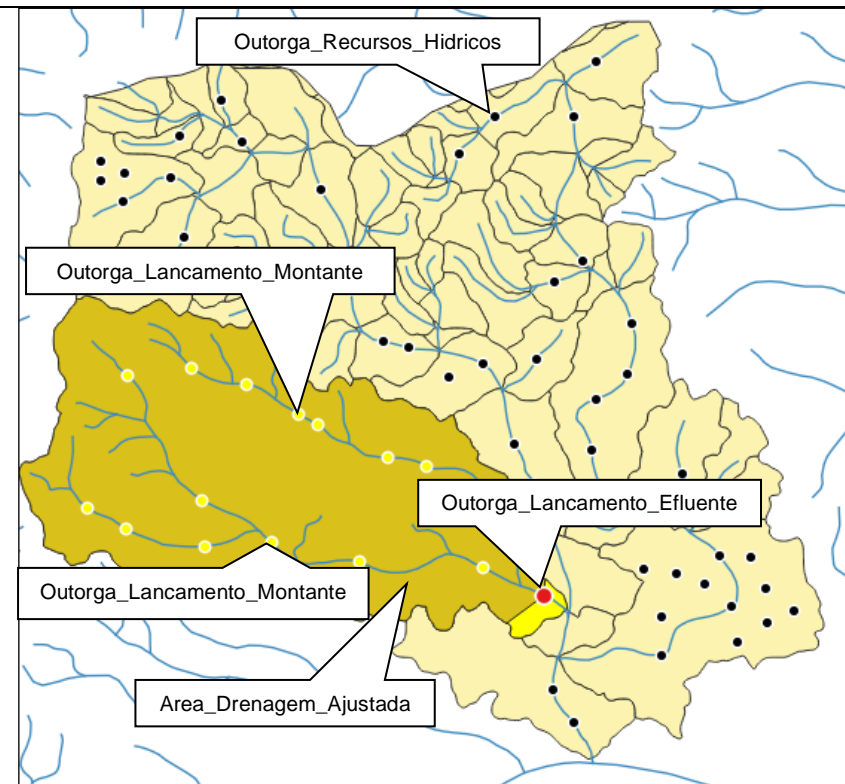 Outorga_Recursos_Hidricos
Outorga_Lancamento_Montante
Outorga_Lancamento_Efluente
Outorga_Lancamento_Montante
Area_Drenagem_Ajustada